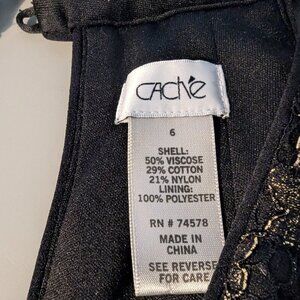 CACHÉ
6
SHELL:
50% VISCOSE
29% COTTON
21% NYLON
LINING:
100% POLYESTER
RN # 74578
MADE IN
CHINA
SEE REVERSE
FOR CARE